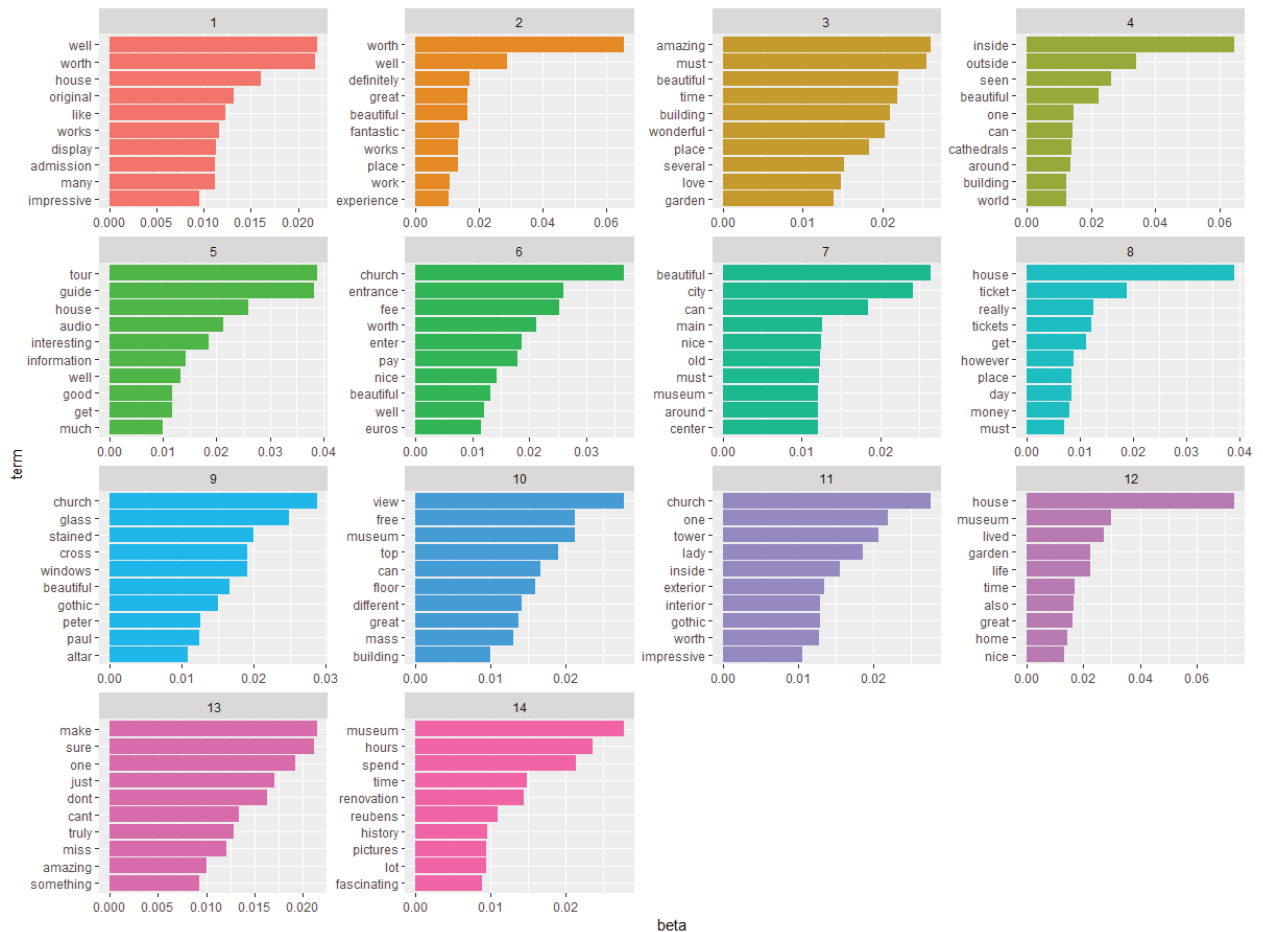 1
well
worth
house
original
like
works
display
admission
many
impressive
0.000 0.005 0.010 0.015 0.020
2
worth
well
definitely
great
beautiful
fantastic
works
place
work
experience
0.00 0.02 0.04 0.06
3
amazing
must
beautiful
time
building
wonderful
place
several
love
garden
0.00 0.01 0.02
4
inside
outside
seen
beautiful
one
can
cathedrals
around
building
world
0.00 0.02 0.04 0.06
5
tour
guide
house
audio
interesting
information
well
good
get
much
0.00 0.01 0.02 0.03 0.04
6
church
entrance
fee
worth
enter
pay
nice
beautiful
well
euros
0.00 0.01 0.02 0.03
7
beautiful
city
can
main
nice
old
must
museum
around
center
0.00 0.01 0.02
8
house
ticket
really
tickets
get
however
place
day
money
must
0.00 0.01 0.02 0.03 0.04
term
9
church
glass
stained
cross
windows
beautiful
gothic
peter
paul
altar
0.00 0.01 0.02 0.03
10
view
free
museum
top
can
floor
different
great
mass
building
0.00 0.01 0.02
11
church
one
tower
lady
inside
exterior
interior
gothic
worth
impressive
0.00 0.01 0.02
12
house
museum
lived
garden
life
time
also
great
home
nice
0.00 0.02 0.04 0.06
13
make
sure
one
just
dont
cant
truly
miss
amazing
something
0.000 0.005 0.010 0.015 0.020
14
museum
hours
spend
time
renovation
reubens
history
pictures
lot
fascinating
0.00 0.01 0.02
beta